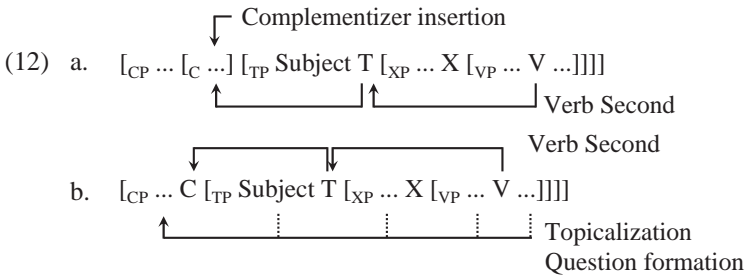 Complementizer insertion
(12) a. [CP ... [C ...] [TP Subject T [XP ... X [VP ... V ...]]]]
Verb Second
Verb Second
b. [CP ... C [TP Subject T [XP ... X [VP ... V ...]]]]
Topicalization
Question formation